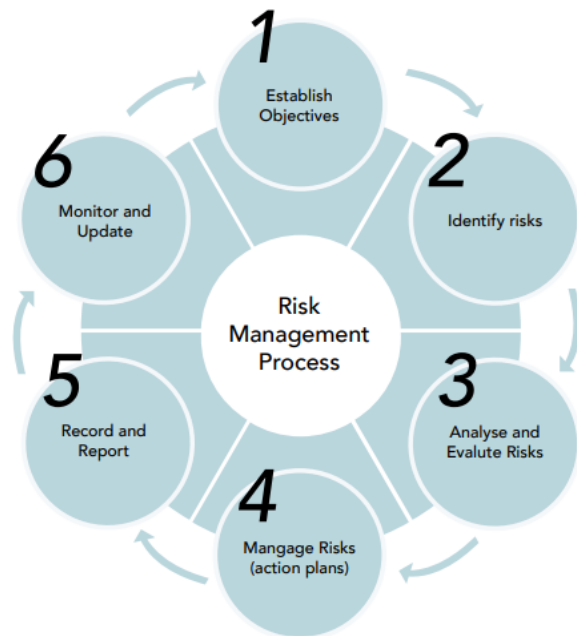 1
Establish
Objectives
2
Identify risks
3
Analyse and
Evalute Risks
4
Mangage Risks
(action plans)
5
Record and
Report
6
Monitor and
Update
Risk
Management
Process